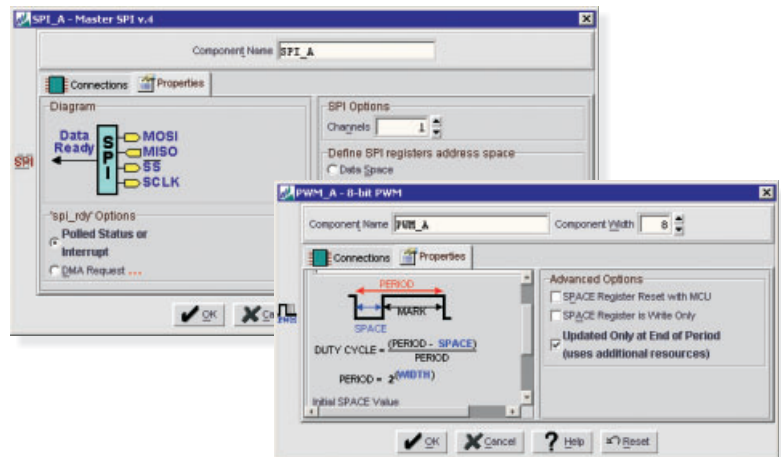 SPI_A - Master SPI v.4
Component Name SPI_A
Connections Properties
Diagram
Data
Ready
SPI
MOSI
MISO
SS
SCLK
SPI
'spi_rdy' Options
Polled Status or
Interrupt
DMA Request ...
SPI Options
Channels 1
Define SPI registers address space
Data Space
OK
PWM_A - 8-bit PWM
Component Name PWM_A
Component Width 8
Connections Properties
PERIOD
MARK
SPACE
PWM
DUTY CYCLE = (PERIOD - SPACE)
PERIOD
PERIOD = 2(WIDTH)
Initial SPACE Value
Advanced Options
SPACE Register Reset with MCU
SPACE Register is Write Only
Updated Only at End of Period
(uses additional resources)
OK Cancel Help Reset